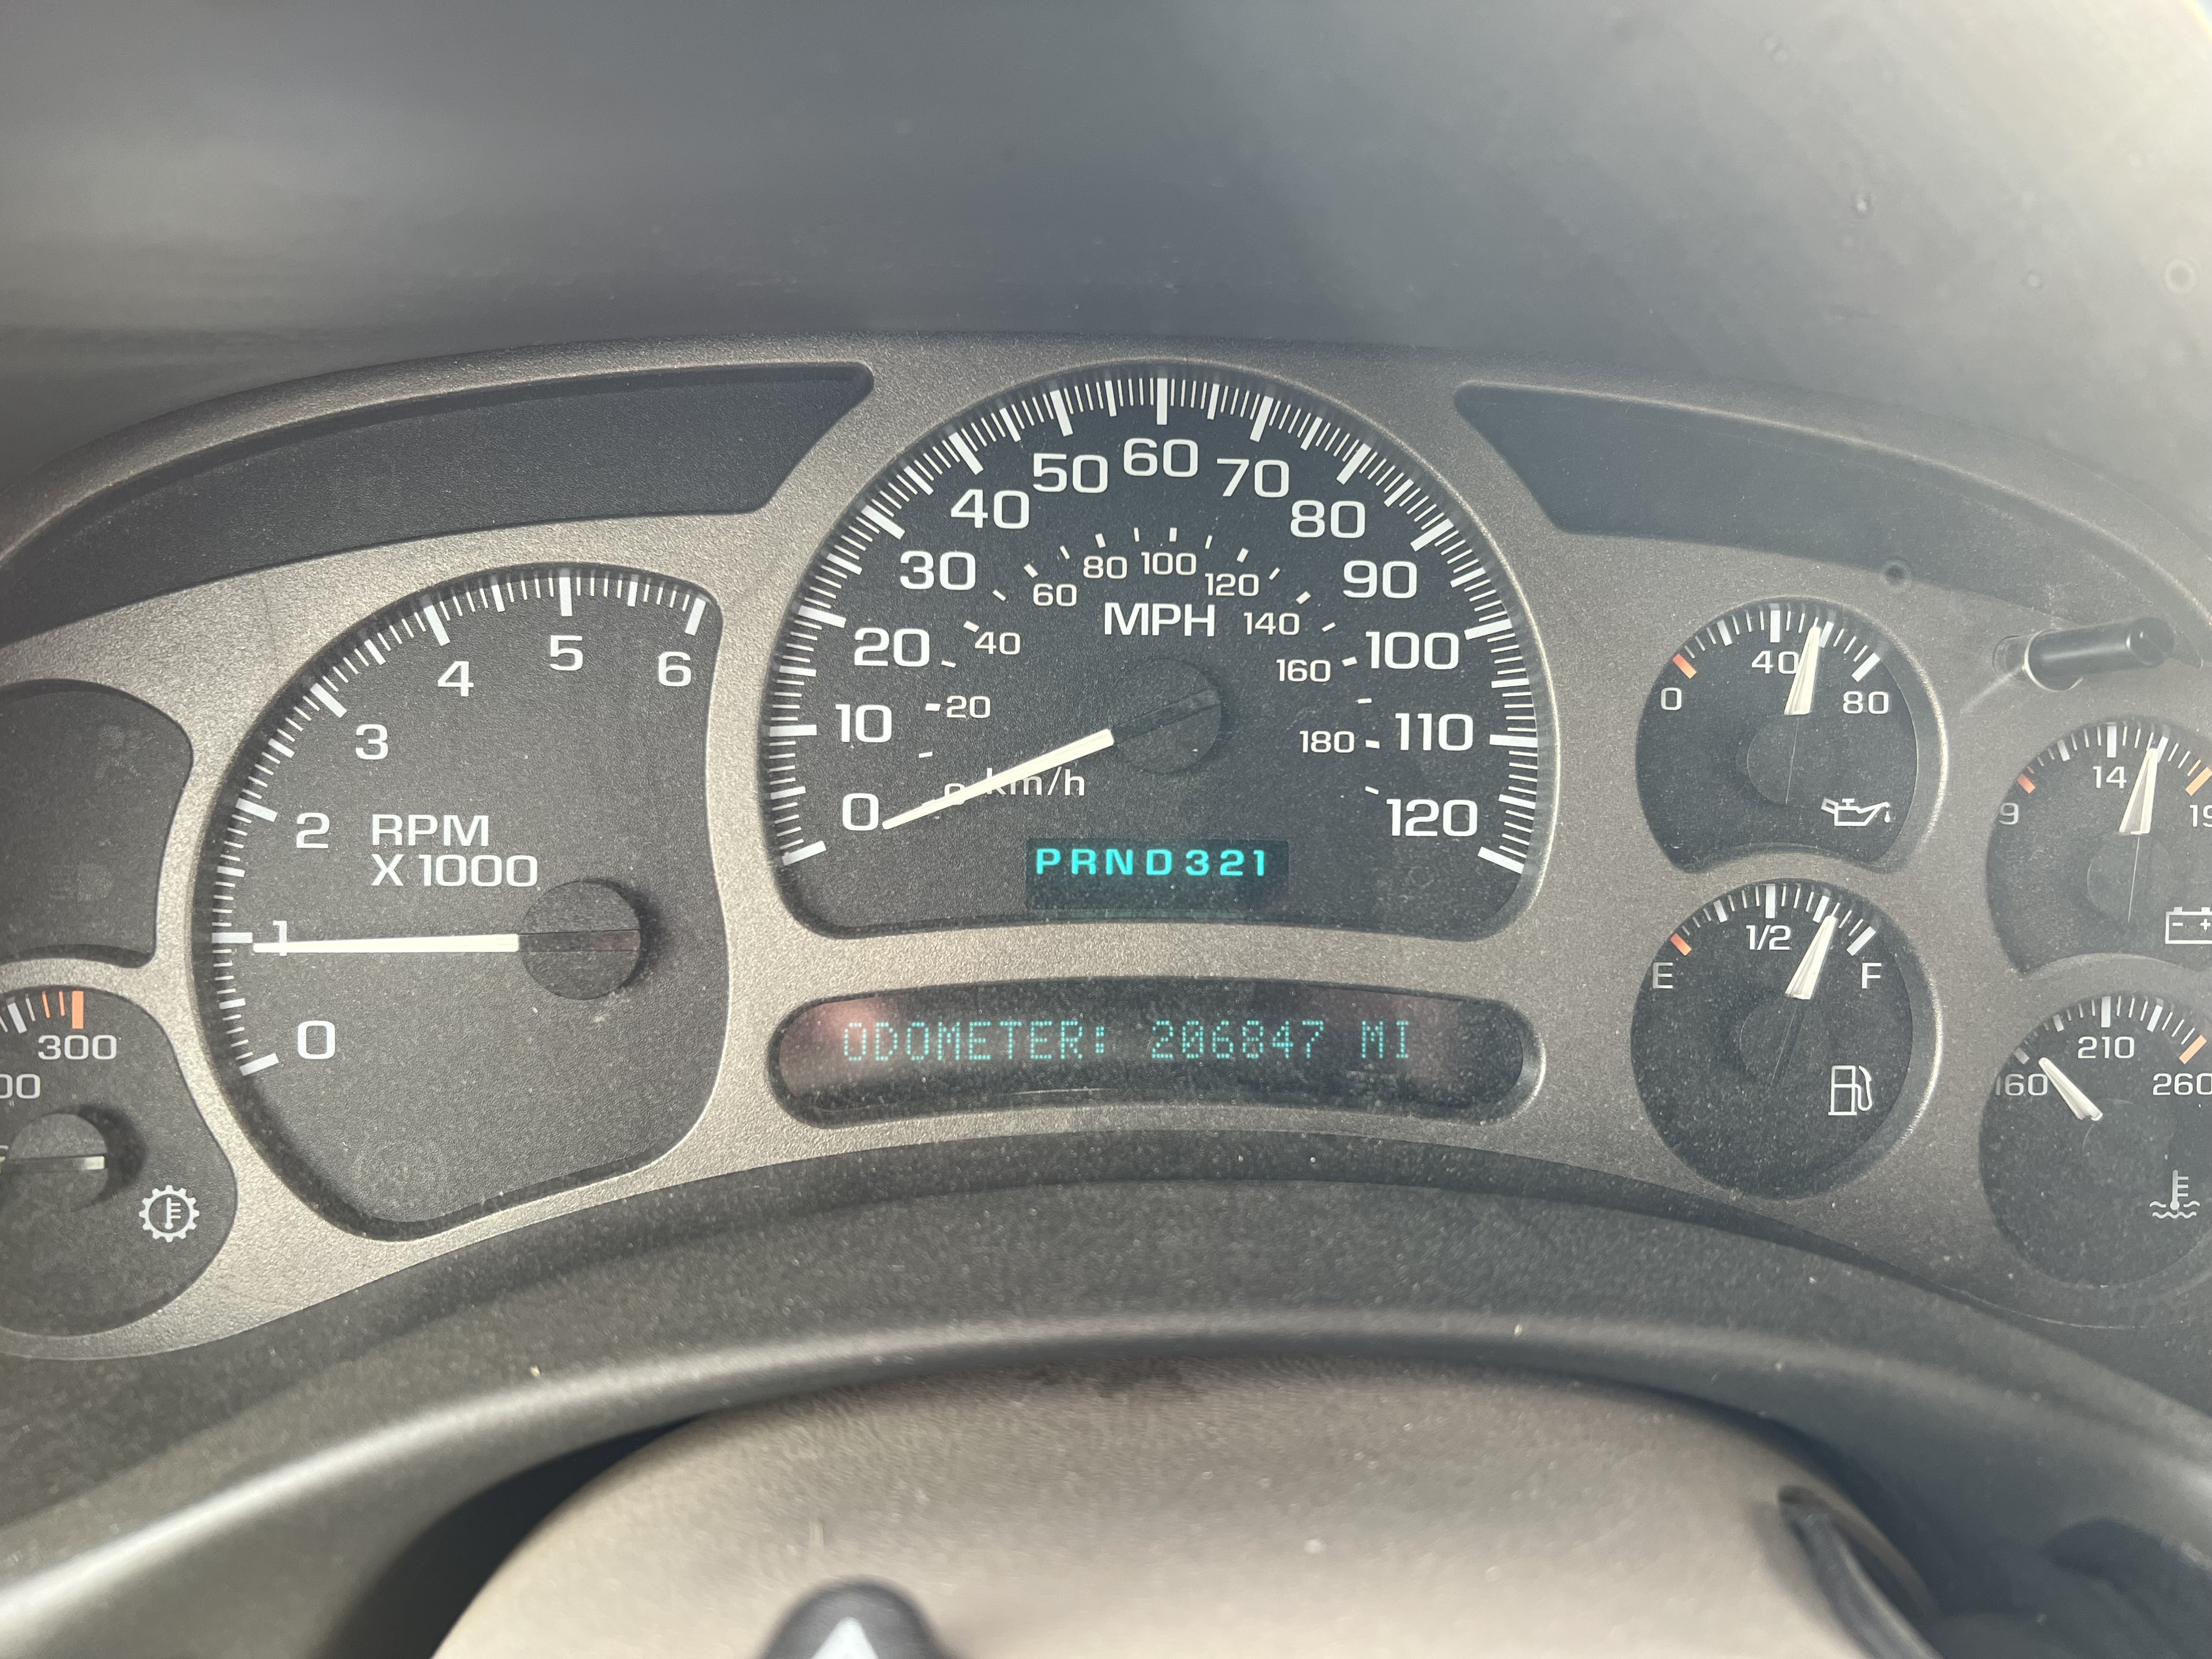 50 60 70
40 80
30 90
80 100 120
60 140
MPH
20 40 160 100
10 20 180 110
0 0 km/h 120
PRND321
ODOMETER: 206847 MI
4 5 6
3
2 RPM
X1000
1
0
300
0 40 80
E 1/2 F
9 14
160 210 260